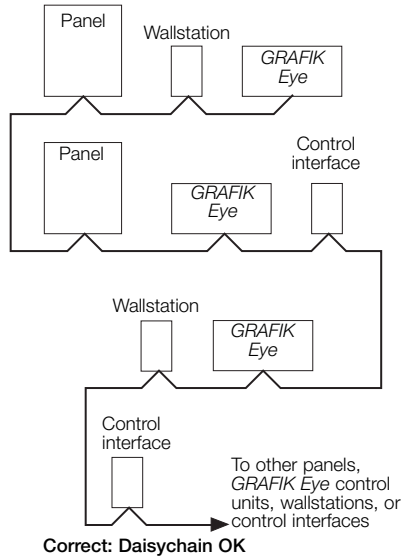 Panel
Wallstation
GRAFIK
Eye
Panel
GRAFIK
Eye
Control
interface
Wallstation
GRAFIK
Eye
Control
interface
To other panels,
GRAFIK Eye control
units, wallstations, or
control interfaces
Correct: Daisychain OK